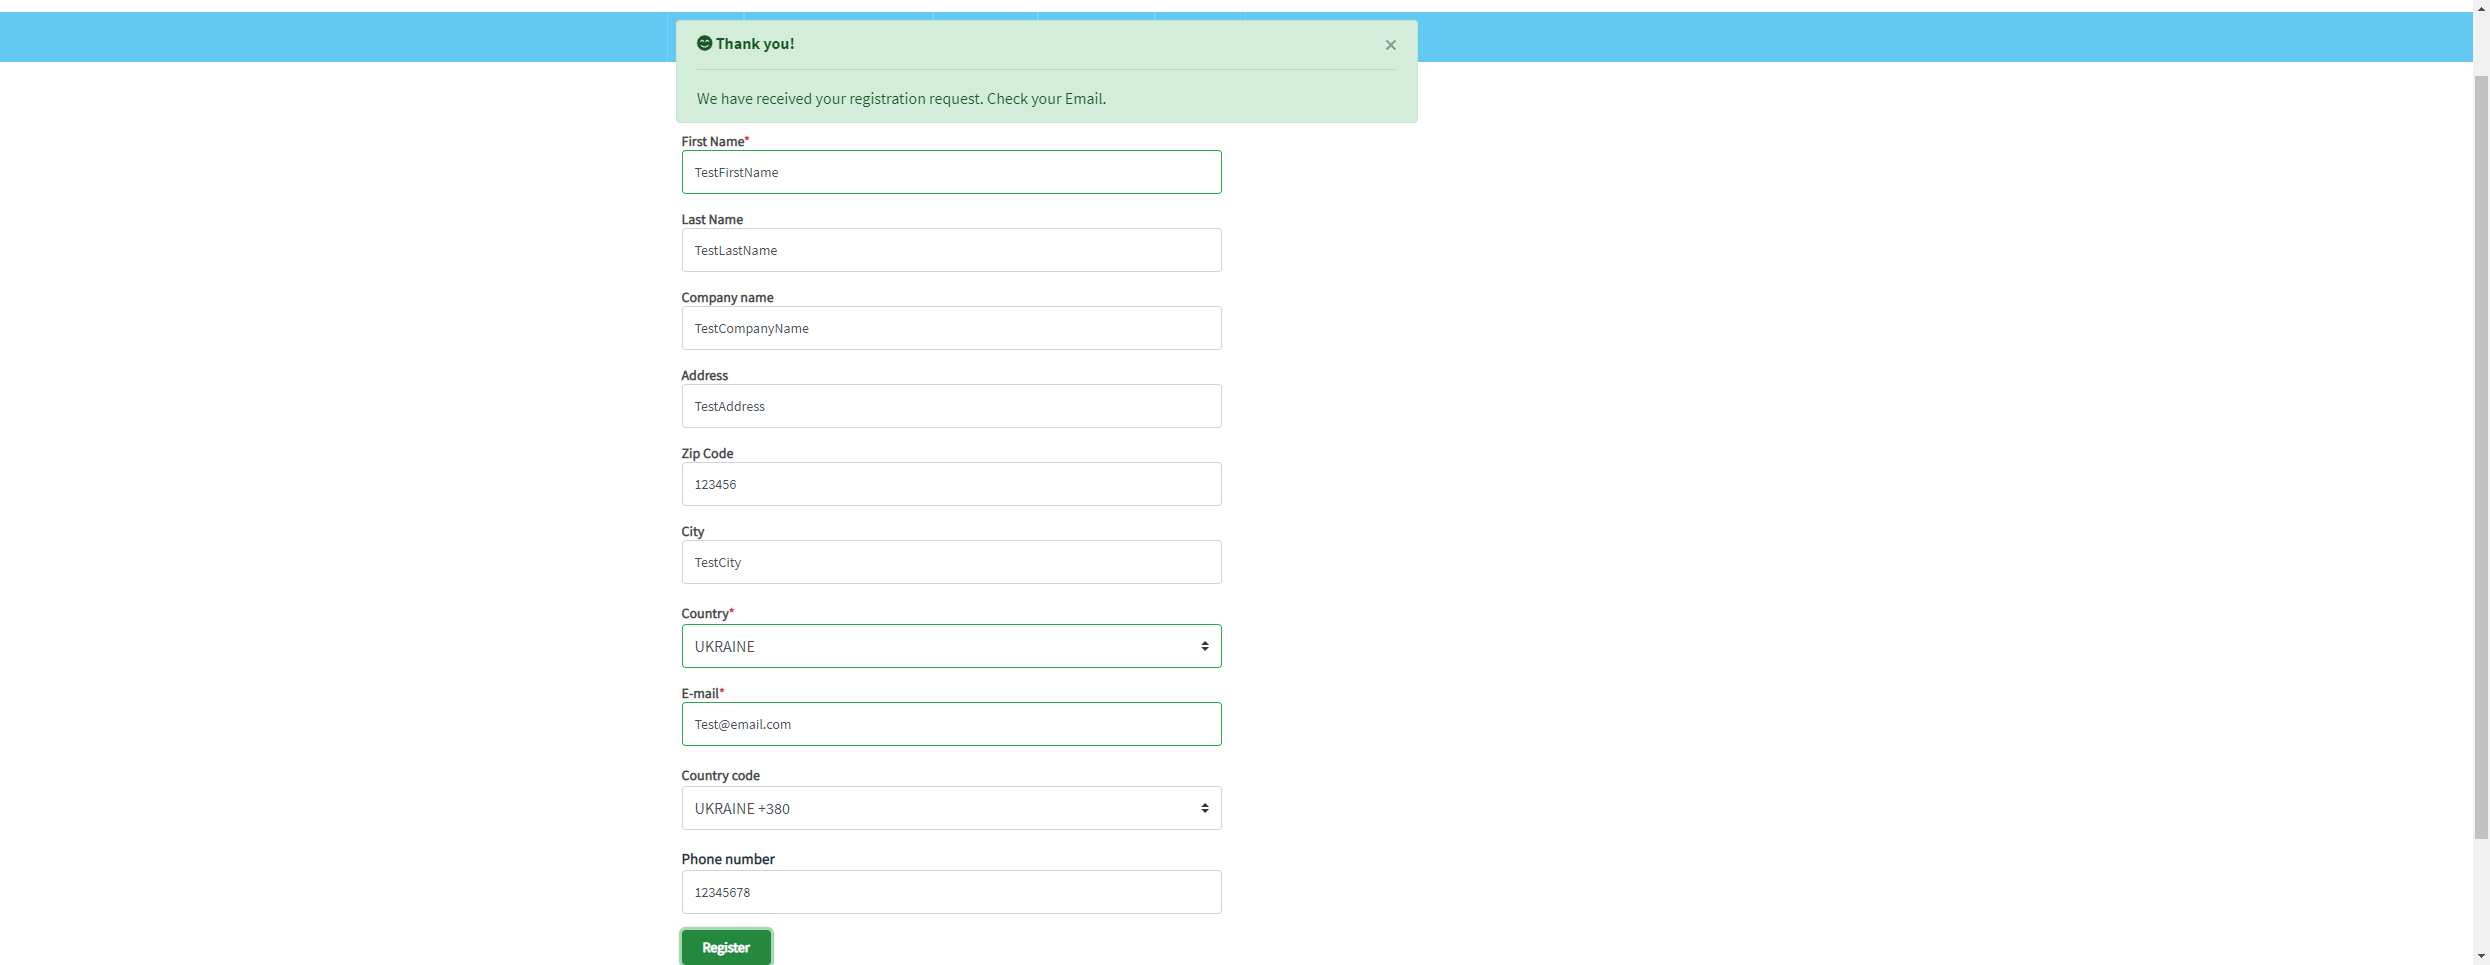 Thank you!
×
We have received your registration request. Check your Email.
First Name*
TestFirstName
Last Name
TestLastName
Company name
TestCompanyName
Address
TestAddress
Zip Code
123456
City
TestCity
Country*
UKRAINE
E-mail*
Test@email.com
Country code
UKRAINE +380
Phone number
12345678
Register